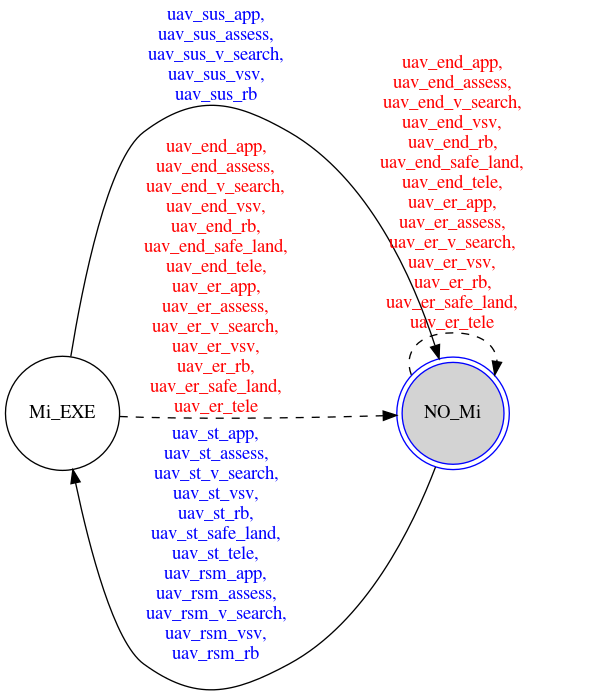 uav_sus_app,
uav_sus_assess,
uav_sus_v_search,
uav_sus_vsv,
uav_sus_rb
uav_end_app,
uav_end_assess,
uav_end_v_search,
uav_end_vsv,
uav_end_rb,
uav_end_safe_land,
uav_end_tele,
uav_er_app,
uav_er_assess,
uav_er_v_search,
uav_er_vsv,
uav_er_rb,
uav_er_safe_land,
uav_er_tele
uav_end_app,
uav_end_assess,
uav_end_v_search,
uav_end_vsv,
uav_end_rb,
uav_end_safe_land,
uav_end_tele,
uav_er_app,
uav_er_assess,
uav_er_v_search,
uav_er_vsv,
uav_er_rb,
uav_er_safe_land,
uav_er_tele
Mi_EXE
NO_Mi
uav_st_app,
uav_st_assess,
uav_st_v_search,
uav_st_vsv,
uav_st_rb,
uav_st_safe_land,
uav_st_tele,
uav_rsm_app,
uav_rsm_assess,
uav_rsm_v_search,
uav_rsm_vsv,
uav_rsm_rb